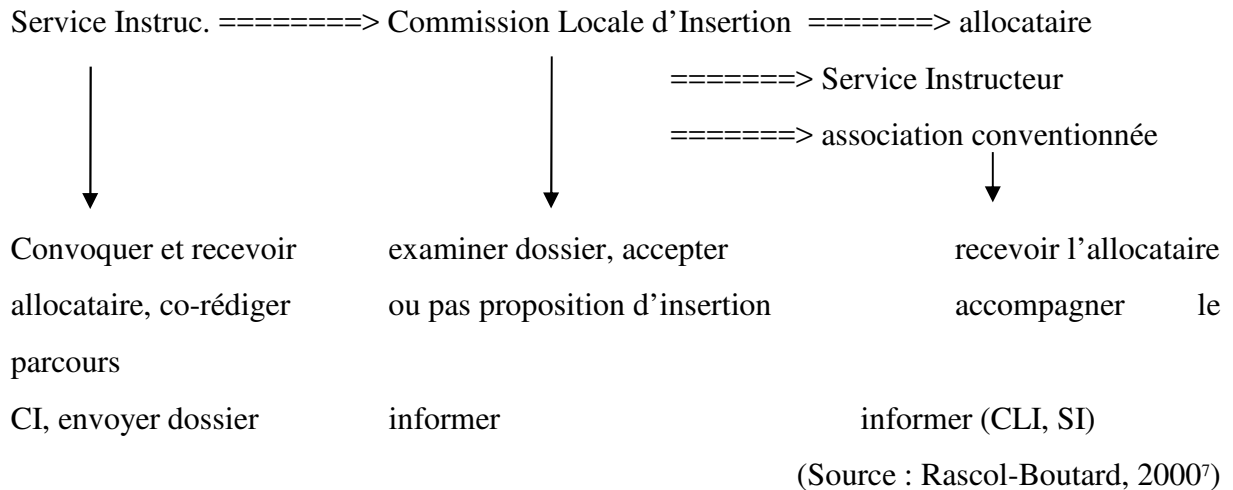 Service Instruc. ========> Commission Locale d’Insertion =======> allocataire
=======> Service Instructeur
=======> association conventionnée
Convoquer et recevoir examiner dossier, accepter recevoir l’allocataire
allocataire, co-rédiger ou pas proposition d’insertion accompagner le
parcours
CI, envoyer dossier informer informer (CLI, SI)
(Source : Rascol-Boutard, 2000⁷)